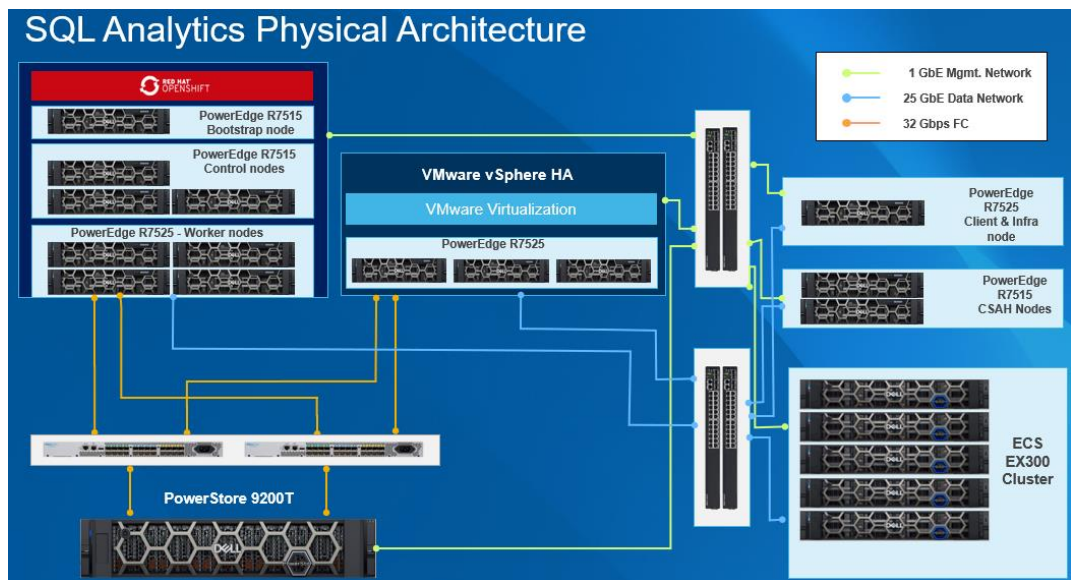 SQL Analytics Physical Architecture
RED HAT
OPENSHIFT
PowerEdge R7515
Bootstrap node
PowerEdge R7515
Control nodes
PowerEdge R7525 - Worker nodes
VMware vSphere HA
VMware Virtualization
PowerEdge R7525
1 GbE Mgmt. Network
25 GbE Data Network
32 Gbps FC
PowerEdge
R7525
Client & Infra
node
PowerEdge
R7515
CSAH Nodes
ECS
EX300
Cluster
PowerStore 9200T
DELL